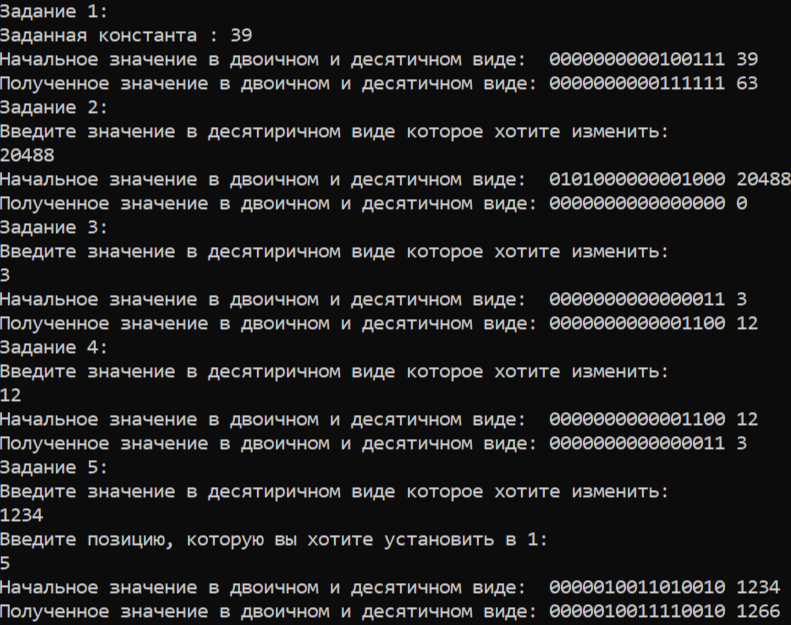 Задание 1:
Заданная константа : 39
Начальное значение в двоичном и десятичном виде:  0000000000100111 39
Полученное значение в двоичном и десятичном виде: 0000000000111111 63
Задание 2:
Введите значение в десятиричном виде которое хотите изменить:
20488
Начальное значение в двоичном и десятичном виде:  0101000000001000 20488
Полученное значение в двоичном и десятичном виде: 0000000000000000 0
Задание 3:
Введите значение в десятиричном виде которое хотите изменить:
3
Начальное значение в двоичном и десятичном виде:  0000000000000011 3
Полученное значение в двоичном и десятичном виде: 0000000000001100 12
Задание 4:
Введите значение в десятиричном виде которое хотите изменить:
12
Начальное значение в двоичном и десятичном виде:  0000000000001100 12
Полученное значение в двоичном и десятичном виде: 0000000000000011 3
Задание 5:
Введите значение в десятиричном виде которое хотите изменить:
1234
Введите позицию, которую вы хотите установить в 1:
5
Начальное значение в двоичном и десятичном виде:  0000010011010010 1234
Полученное значение в двоичном и десятичном виде: 0000010011110010 1266